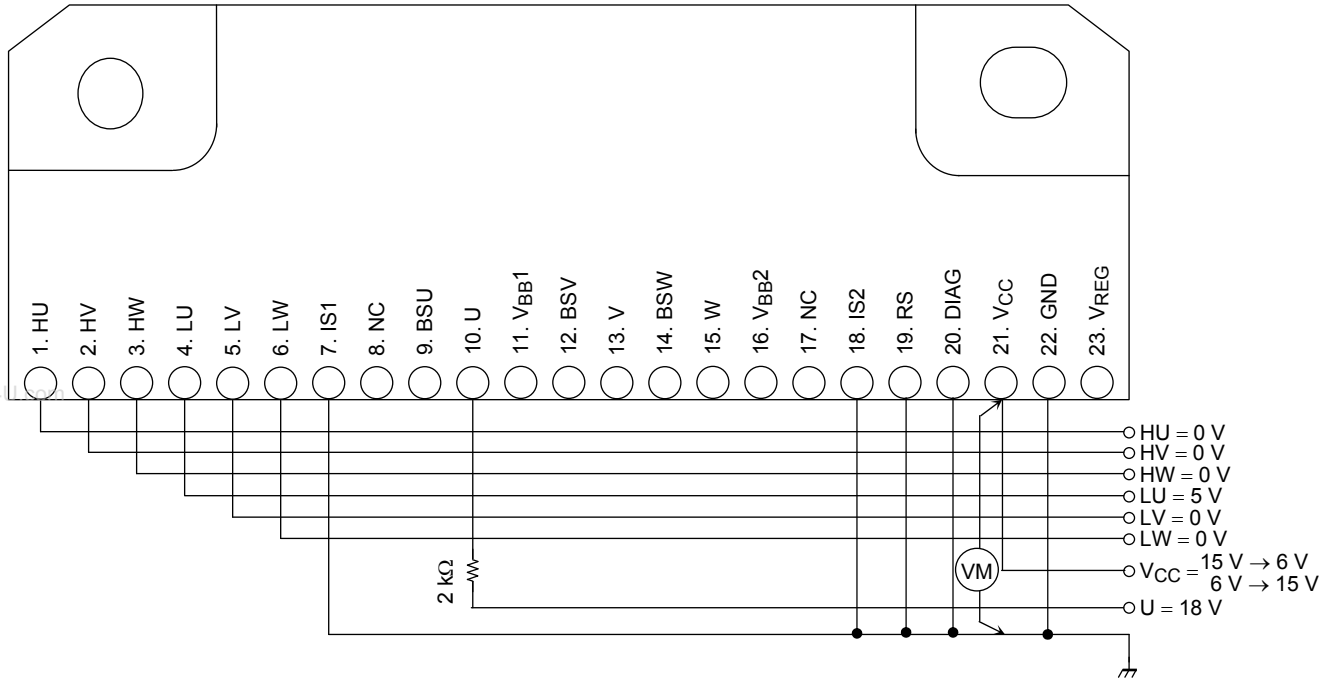 1. HU
2. HV
3. HW
4. LU
5. LV
6. LW
7. IS1
8. NC
9. BSU
10. U
11. VBB1
12. BSV
13. V
14. BSW
15. W
16. VBB2
17. NC
18. IS2
19. RS
20. DIAG
21. VCC
22. GND
23. VREG
HU = 0 V
HV = 0 V
HW = 0 V
LU = 5 V
LV = 0 V
LW = 0 V
2 kΩ
VM
VCC = 15 V → 6 V
6 V → 15 V
U = 18 V